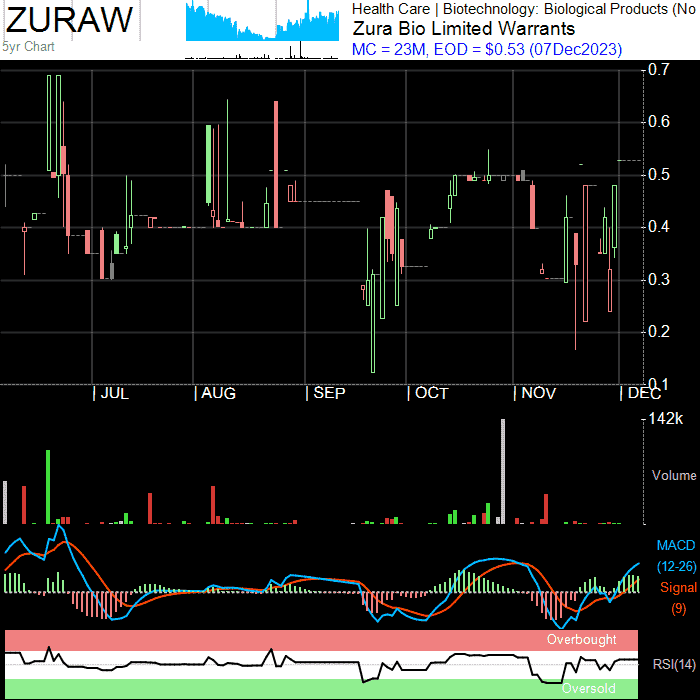 ZURAW
5yr Chart
Health Care | Biotechnology: Biological Products (No
Zura Bio Limited Warrants
MC = 23M, EOD = $0.53 (07Dec2023)
0.7
0.6
0.5
0.4
0.3
0.2
0.1
| JUL | AUG | SEP | OCT | NOV | DEC
142k
Volume
MACD
(12-26)
Signal
(9)
Overbought
RSI(14)
Oversold